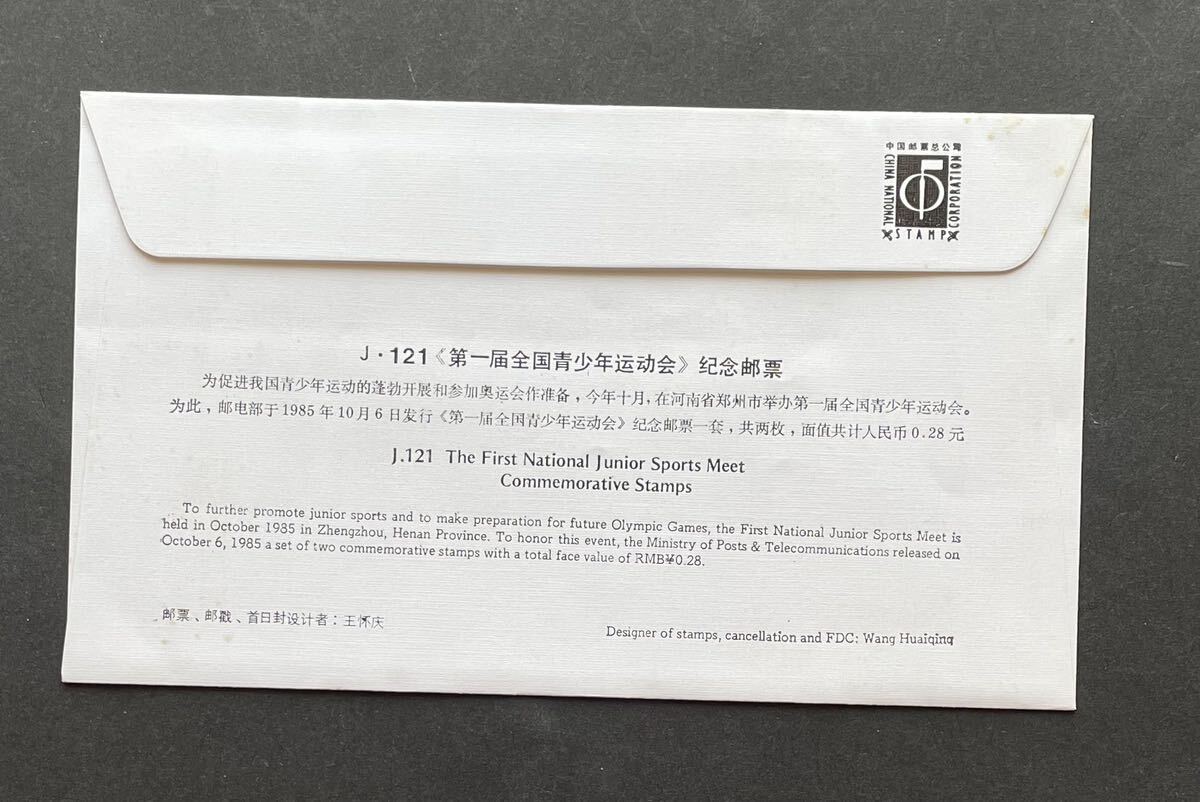 中国邮票总公司
CHINA NATIONAL
STAMP
CORPORATION
J·121《第一届全国青少年运动会》纪念邮票
为促进我国青少年运动的蓬勃开展和参加奥运会作准备，今年十月，在河南省郑州市举办第一届全国青少年运动会。
为此，邮电部于1985年10月6日发行《第一届全国青少年运动会》纪念邮票一套，共两枚，面值共计人民币0.28元
J.121 The First National Junior Sports Meet
Commemorative Stamps
To further promote junior sports and to make preparation for future Olympic Games, the First National Junior Sports Meet is
held in October 1985 in Zhengzhou, Henan Province. To honor this event, the Ministry of Posts & Telecommunications released on
October 6, 1985 a set of two commemorative stamps with a total face value of RMB¥0.28.
邮票、邮戳、首日封设计者：王怀庆
Designer of stamps, cancellation and FDC: Wang Huaiqing